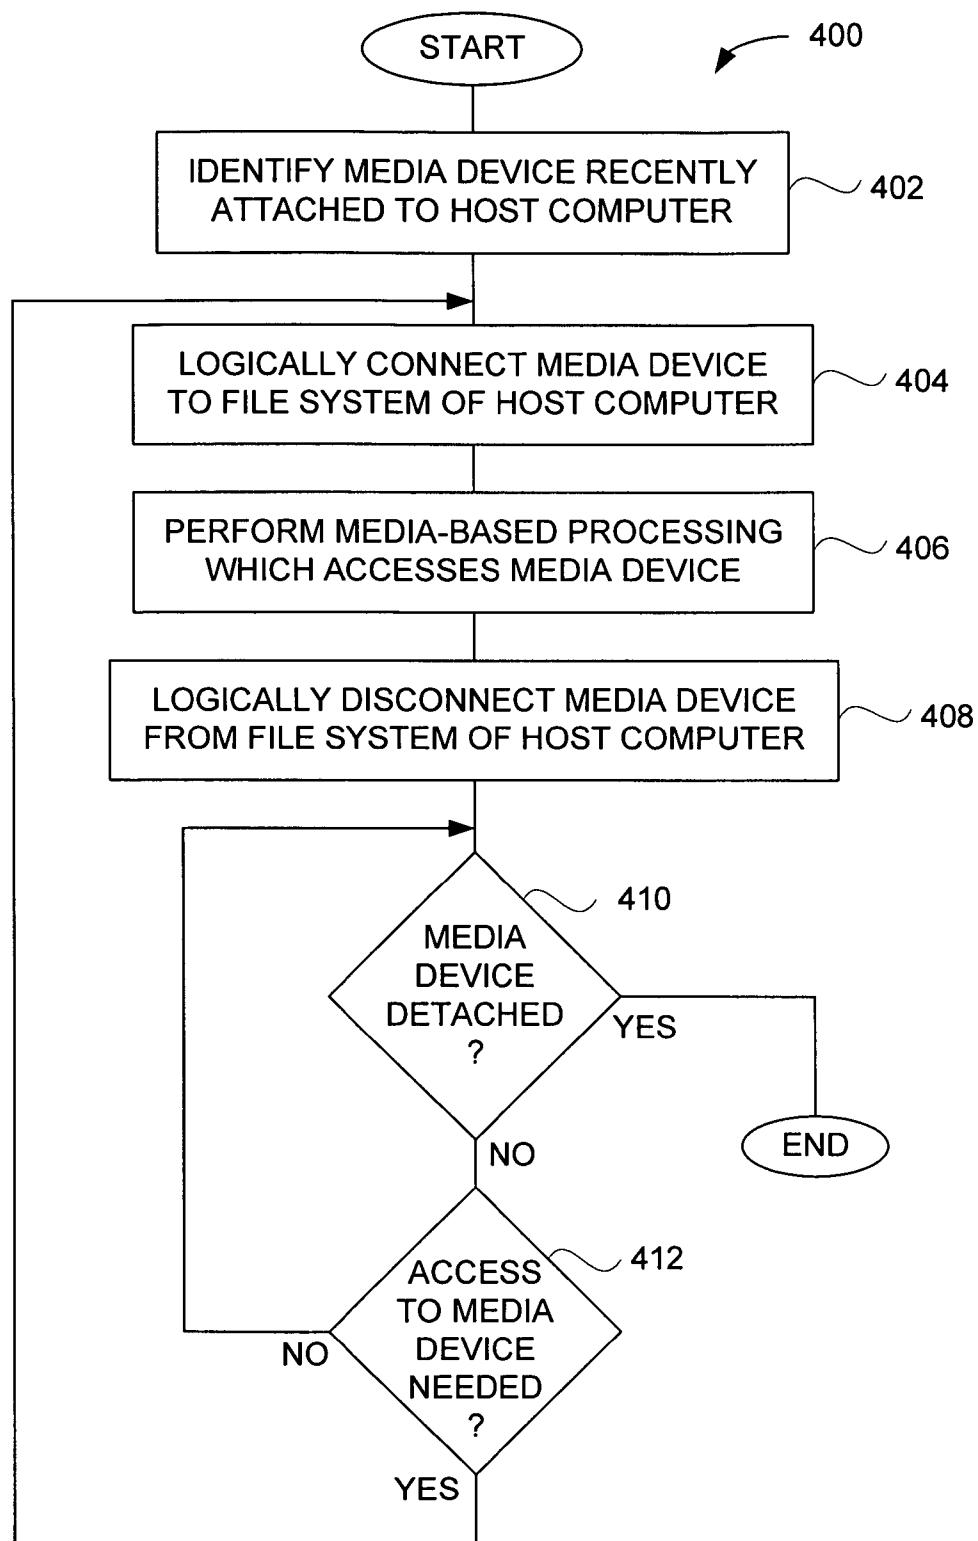 START
400
IDENTIFY MEDIA DEVICE RECENTLY
ATTACHED TO HOST COMPUTER
402
LOGICALLY CONNECT MEDIA DEVICE
TO FILE SYSTEM OF HOST COMPUTER
404
PERFORM MEDIA-BASED PROCESSING
WHICH ACCESSES MEDIA DEVICE
406
LOGICALLY DISCONNECT MEDIA DEVICE
FROM FILE SYSTEM OF HOST COMPUTER
408
410
MEDIA
DEVICE
DETACHED
?
YES
END
NO
412
ACCESS
TO MEDIA
DEVICE
NEEDED
?
NO
YES